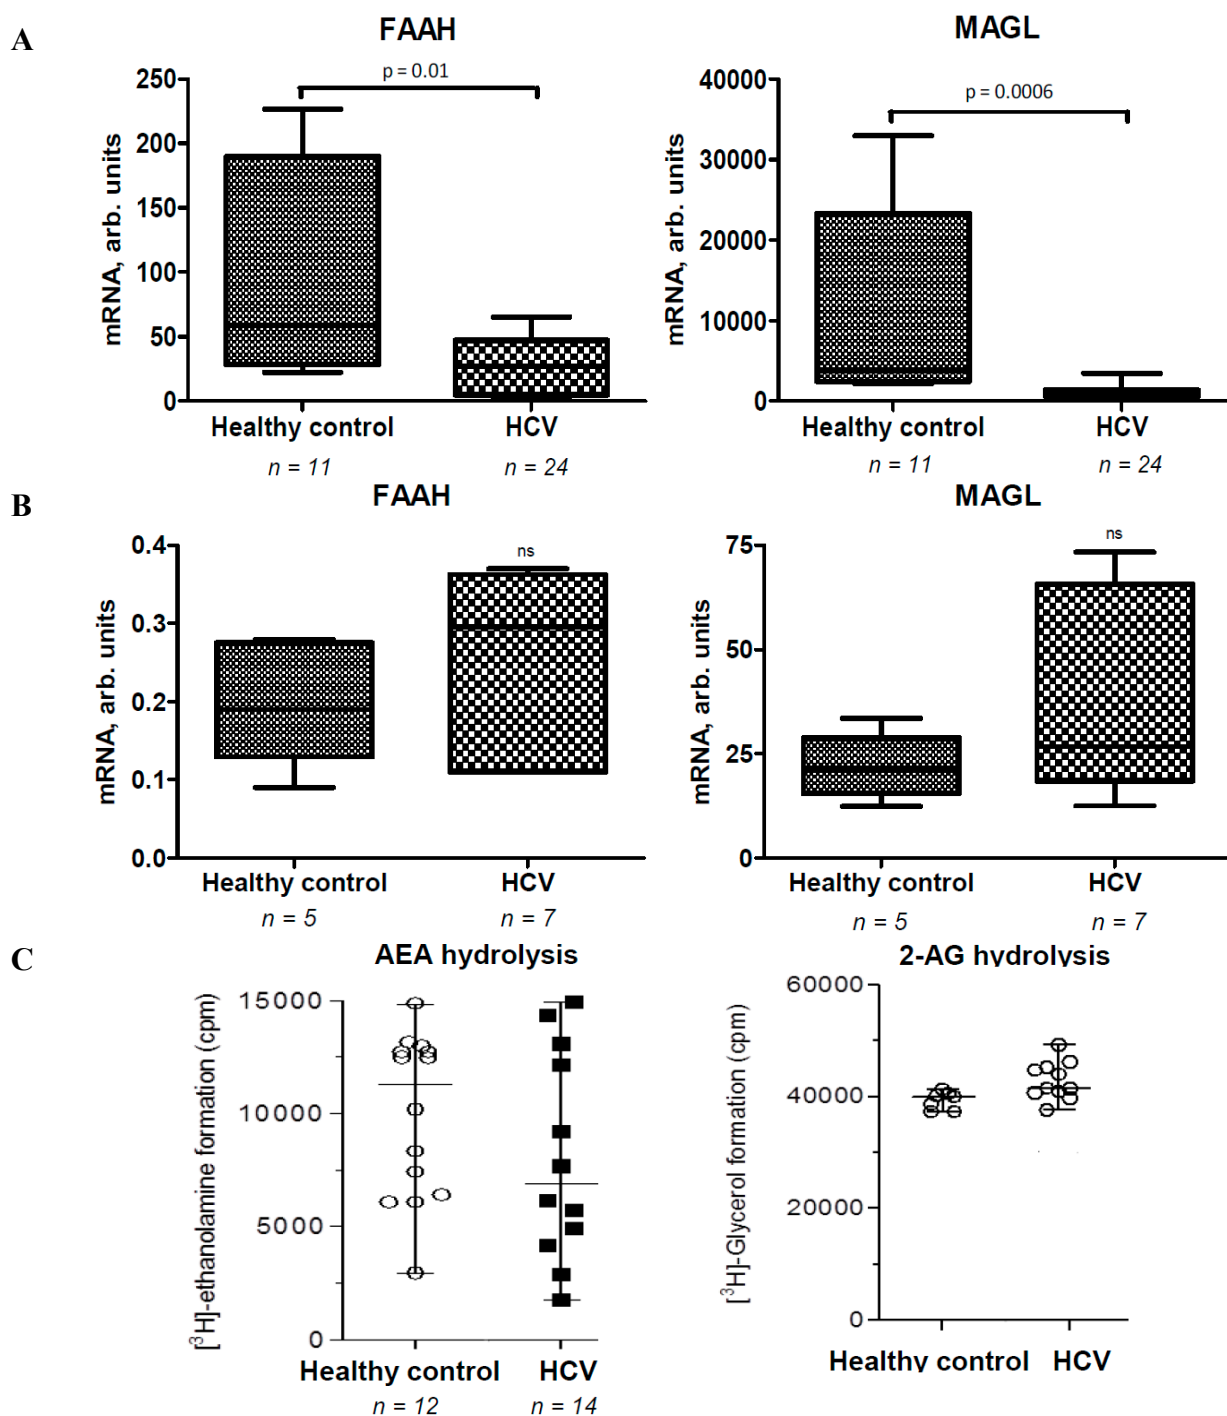 A
FAAH
MAGL
p = 0.01
p = 0.0006
mRNA, arb. units
250
200
150
100
50
0
Healthy control
HCV
n = 11
n = 24
mRNA, arb. units
40000
30000
20000
10000
0
Healthy control
HCV
n = 11
n = 24
B
FAAH
MAGL
ns
ns
mRNA, arb. units
0.4
0.3
0.2
0.1
0.0
Healthy control
HCV
n = 5
n = 7
mRNA, arb. units
75
50
25
0
Healthy control
HCV
n = 5
n = 7
C
AEA hydrolysis
2-AG hydrolysis
[³H]-ethanolamine formation (cpm)
15000
10000
5000
0
Healthy control
HCV
n = 12
n = 14
[³H]-Glycerol formation (cpm)
60000
40000
20000
0
Healthy control
HCV